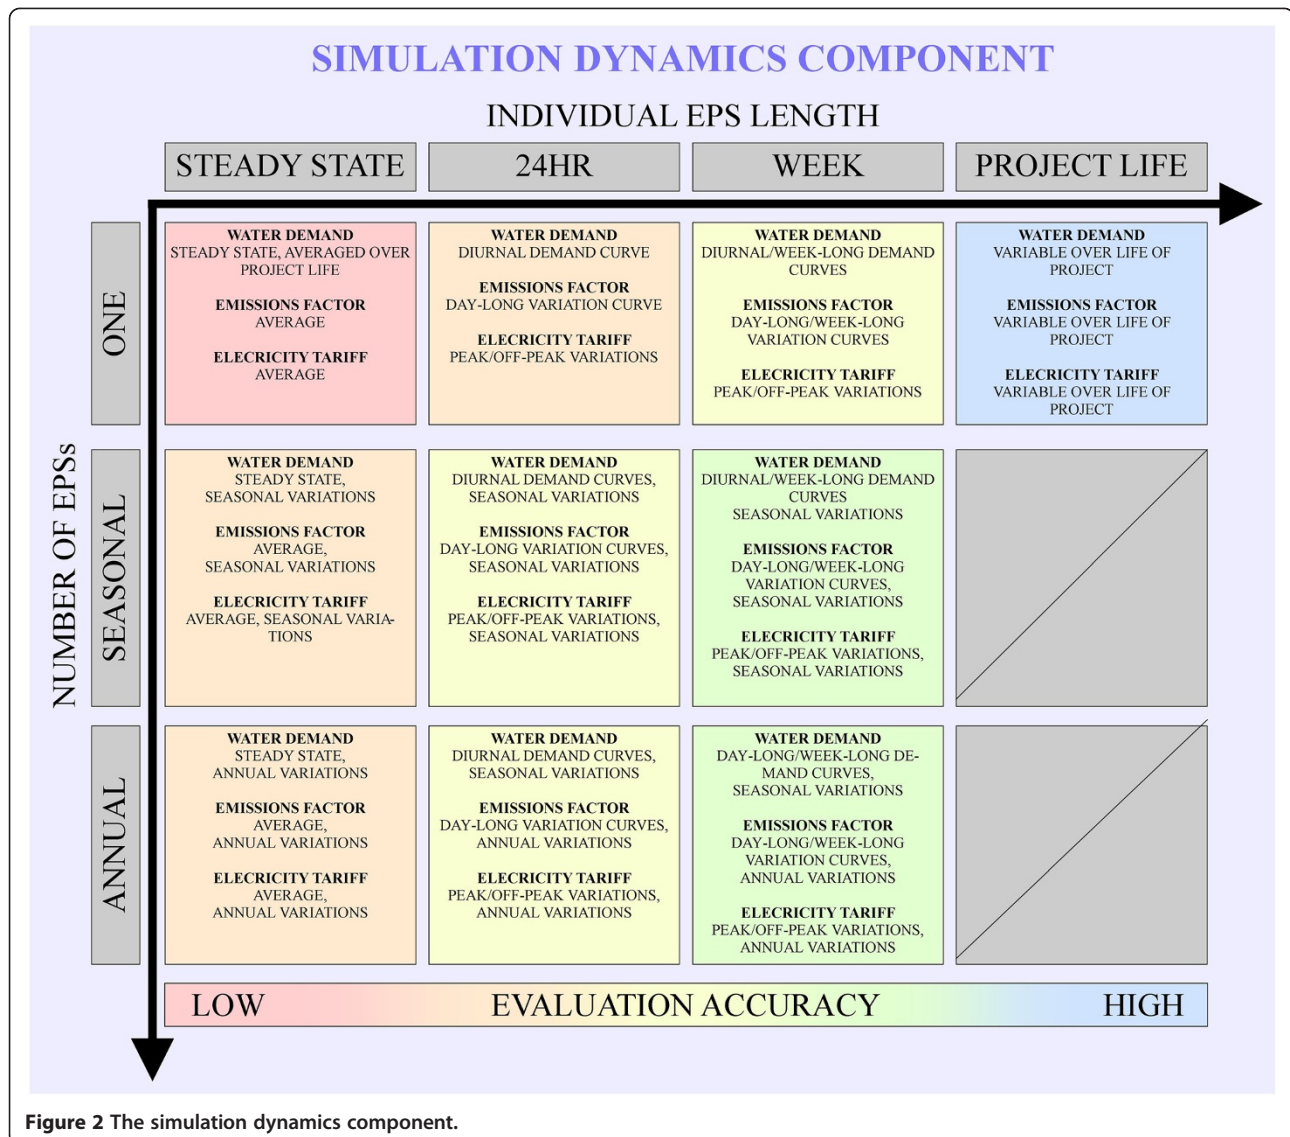 SIMULATION DYNAMICS COMPONENT
INDIVIDUAL EPS LENGTH
STEADY STATE
24HR
WEEK
PROJECT LIFE
NUMBER OF EPSs
ONE
WATER DEMAND
STEADY STATE, AVERAGED OVER
PROJECT LIFE
EMISSIONS FACTOR
AVERAGE
ELECRICITY TARIFF
AVERAGE
WATER DEMAND
DIURNAL DEMAND CURVE
EMISSIONS FACTOR
DAY-LONG VARIATION CURVE
ELECRICITY TARIFF
PEAK/OFF-PEAK VARIATIONS
WATER DEMAND
DIURNAL/WEEK-LONG DEMAND
CURVES
EMISSIONS FACTOR
DAY-LONG/WEEK-LONG
VARIATION CURVES
ELECRICITY TARIFF
PEAK/OFF-PEAK VARIATIONS
WATER DEMAND
VARIABLE OVER LIFE OF
PROJECT
EMISSIONS FACTOR
VARIABLE OVER LIFE OF
PROJECT
ELECRICITY TARIFF
VARIABLE OVER LIFE OF
PROJECT
SEASONAL
WATER DEMAND
STEADY STATE,
SEASONAL VARIATIONS
EMISSIONS FACTOR
AVERAGE,
SEASONAL VARIATIONS
ELECRICITY TARIFF
AVERAGE, SEASONAL VARIA-
TIONS
WATER DEMAND
DIURNAL DEMAND CURVES,
SEASONAL VARIATIONS
EMISSIONS FACTOR
DAY-LONG VARIATION CURVES,
SEASONAL VARIATIONS
ELECRICITY TARIFF
PEAK/OFF-PEAK VARIATIONS,
SEASONAL VARIATIONS
WATER DEMAND
DIURNAL/WEEK-LONG DEMAND
CURVES
SEASONAL VARIATIONS
EMISSIONS FACTOR
DAY-LONG/WEEK-LONG
VARIATION CURVES,
SEASONAL VARIATIONS
ELECRICITY TARIFF
PEAK/OFF-PEAK VARIATIONS,
SEASONAL VARIATIONS
ANNUAL
WATER DEMAND
STEADY STATE,
ANNUAL VARIATIONS
EMISSIONS FACTOR
AVERAGE,
ANNUAL VARIATIONS
ELECRICITY TARIFF
AVERAGE,
ANNUAL VARIATIONS
WATER DEMAND
DIURNAL DEMAND CURVES,
SEASONAL VARIATIONS
EMISSIONS FACTOR
DAY-LONG VARIATION CURVES,
ANNUAL VARIATIONS
ELECRICITY TARIFF
PEAK/OFF-PEAK VARIATIONS,
ANNUAL VARIATIONS
WATER DEMAND
DAY-LONG/WEEK-LONG DE-
MAND CURVES,
SEASONAL VARIATIONS
EMISSIONS FACTOR
DAY-LONG/WEEK-LONG
VARIATION CURVES,
ANNUAL VARIATIONS
ELECRICITY TARIFF
PEAK/OFF-PEAK VARIATIONS,
ANNUAL VARIATIONS
LOW EVALUATION ACCURACY HIGH
Figure 2 The simulation dynamics component.